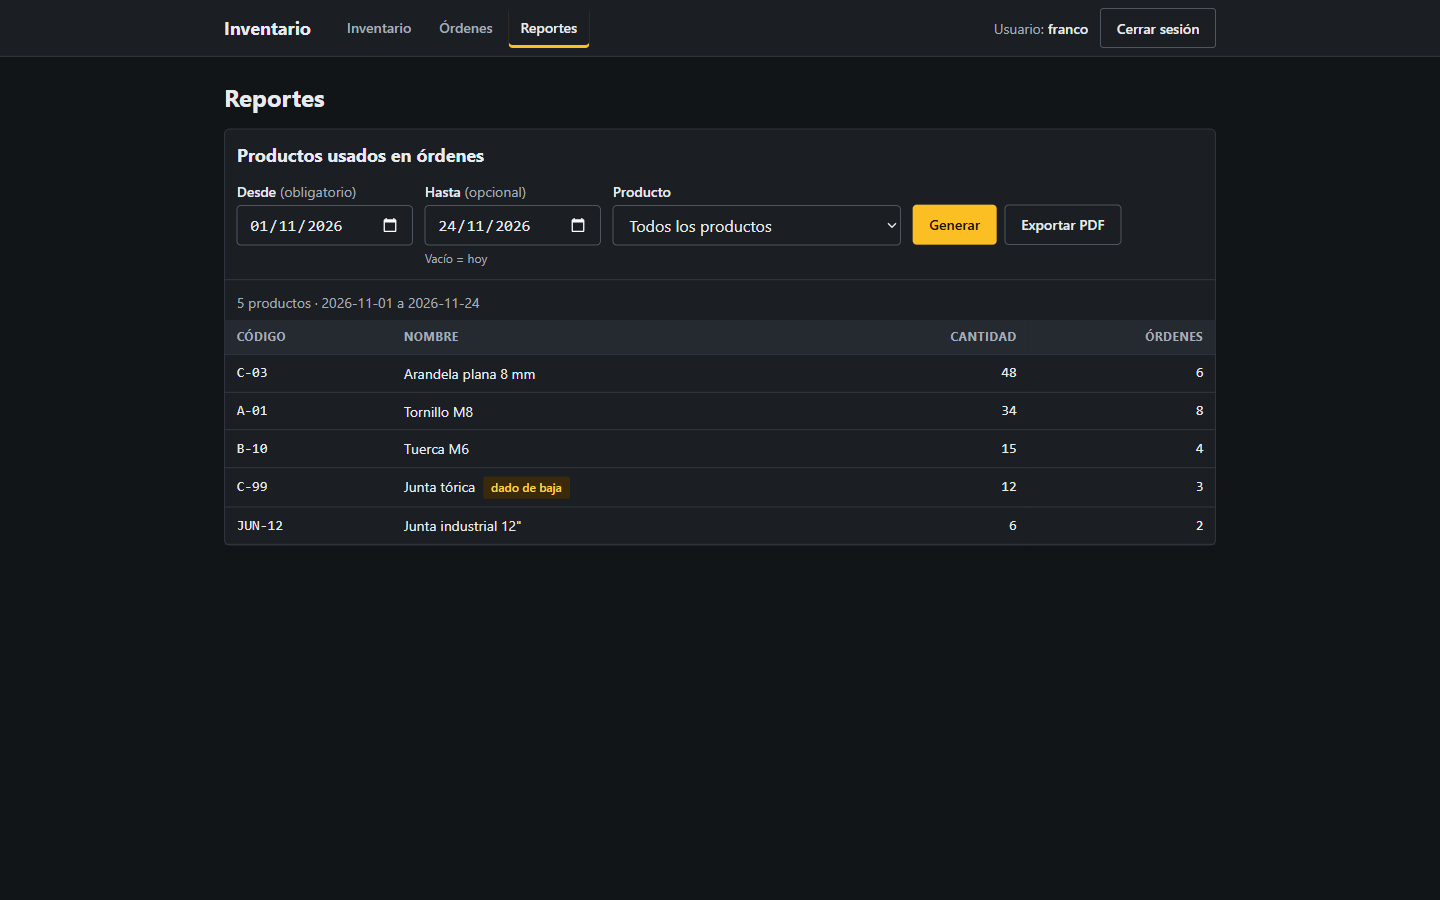 Inventario Inventario Órdenes Reportes Usuario: franco Cerrar sesión
Reportes
Productos usados en órdenes
Desde (obligatorio) Hasta (opcional) Producto
01/11/2026 24/11/2026 Todos los productos Generar Exportar PDF
Vacío = hoy
5 productos · 2026-11-01 a 2026-11-24
CÓDIGO NOMBRE CANTIDAD ÓRDENES
C-03 Arandela plana 8 mm 48 6
A-01 Tornillo M8 34 8
B-10 Tuerca M6 15 4
C-99 Junta tórica dado de baja 12 3
JUN-12 Junta industrial 12" 6 2